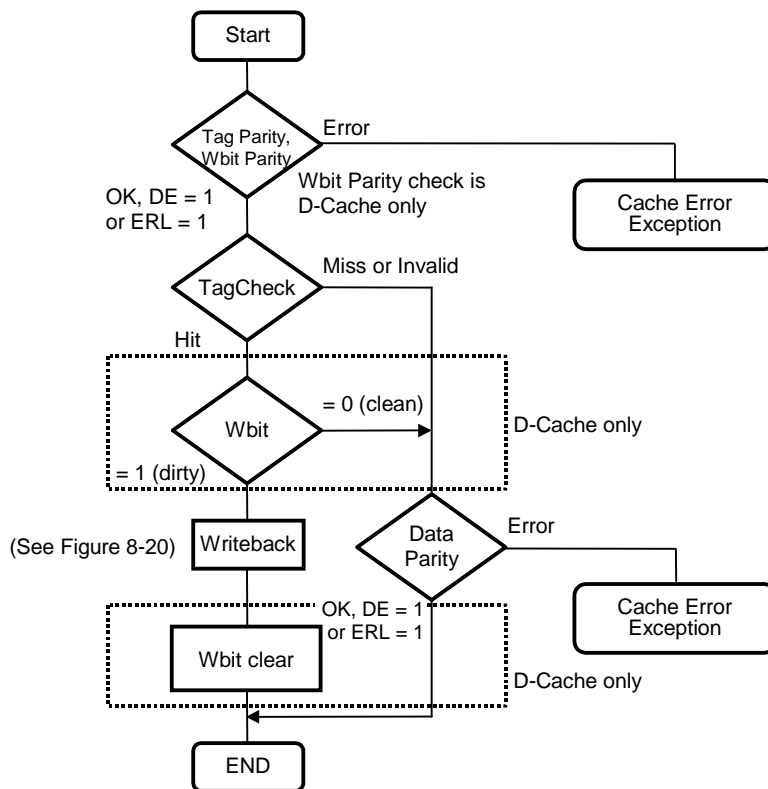 Start
Tag Parity,
Wbit Parity
Error
Wbit Parity check is
D-Cache only
OK, DE = 1
or ERL = 1
Cache Error
Exception
TagCheck
Miss or Invalid
Hit
Wbit
= 0 (clean)
D-Cache only
= 1 (dirty)
(See Figure 8-20)
Writeback
Data
Parity
Error
OK, DE = 1
or ERL = 1
Cache Error
Exception
Wbit clear
D-Cache only
END